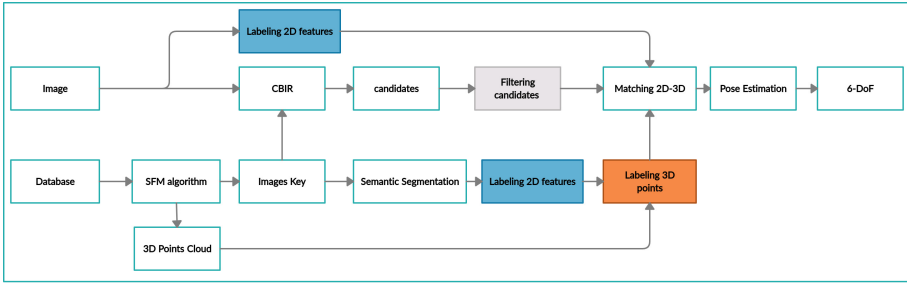 Labeling 2D features
Image
CBIR
candidates
Filtering
candidates
Matching 2D-3D
Pose Estimation
6-DoF
Database
SFM algorithm
Images Key
Semantic Segmentation
Labeling 2D features
Labeling 3D
points
3D Points Cloud